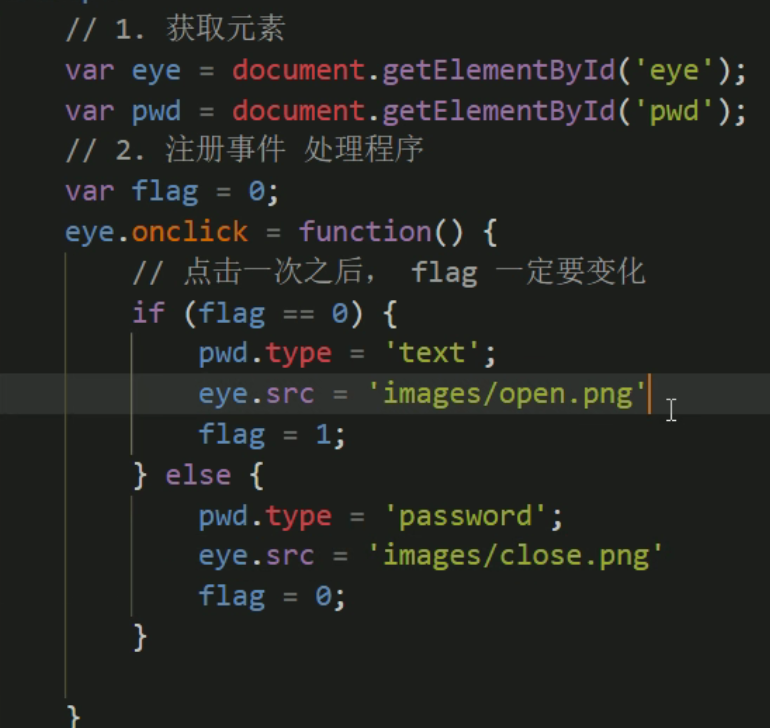 // 1. 获取元素
var eye = document.getElementById('eye');
var pwd = document.getElementById('pwd');
// 2. 注册事件 处理程序
var flag = 0;
eye.onclick = function() {
// 点击一次之后， flag 一定要变化
if (flag == 0) {
pwd.type = 'text';
eye.src = 'images/open.png'
flag = 1;
} else {
pwd.type = 'password';
eye.src = 'images/close.png'
flag = 0;
}
}